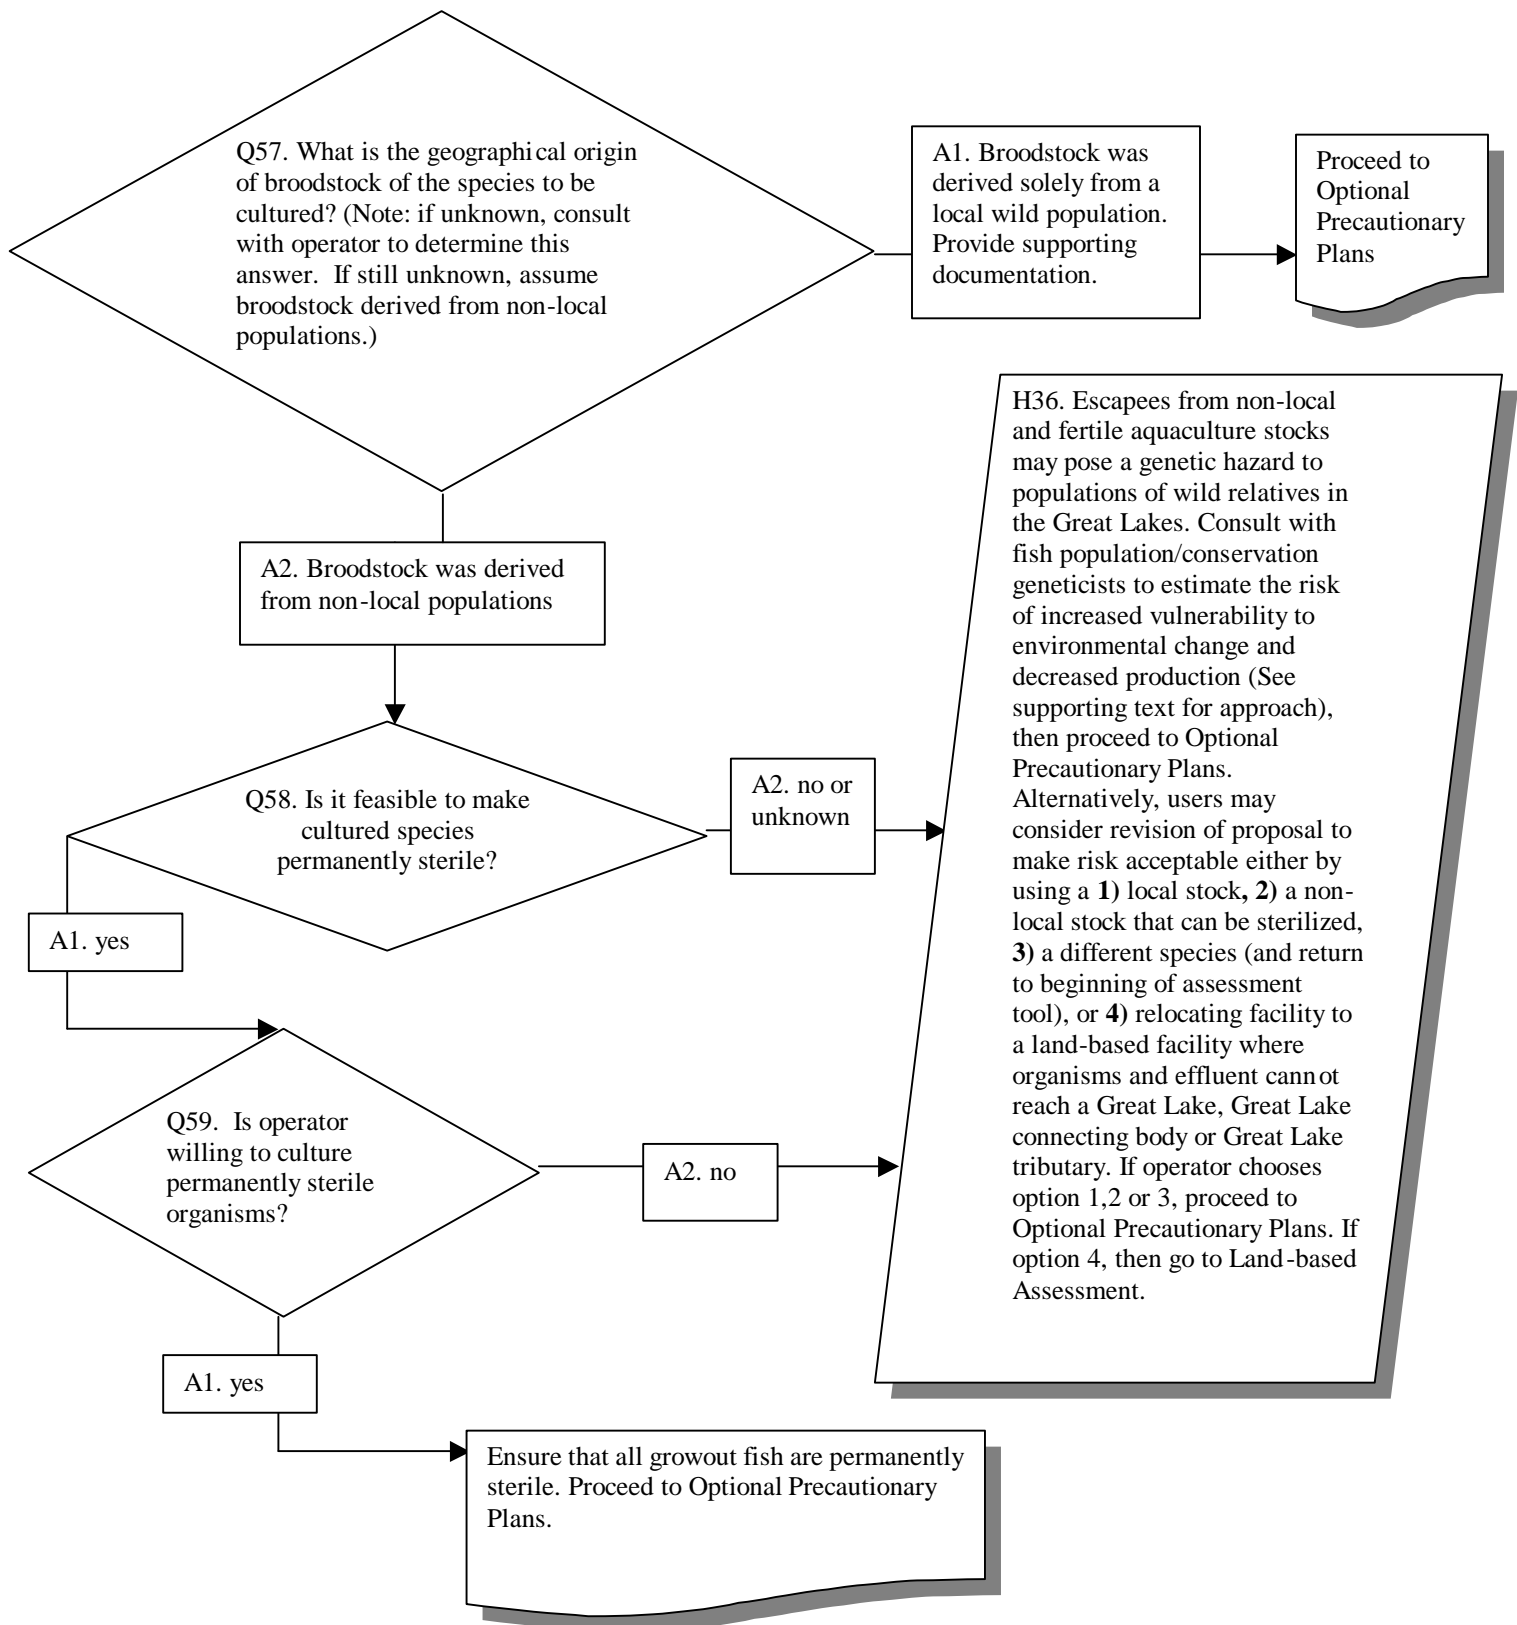 Q57. What is the geographical origin
of broodstock of the species to be
cultured? (Note: if unknown, consult
with operator to determine this
answer.  If still unknown, assume
broodstock derived from non-local
populations.)
A1. Broodstock was
derived solely from a
local wild population.
Provide supporting
documentation.
Proceed to
Optional
Precautionary
Plans
A2. Broodstock was derived
from non-local populations
Q58. Is it feasible to make
cultured species
permanently sterile?
A2. no or
unknown
A1. yes
Q59.  Is operator
willing to culture
permanently sterile
organisms?
A2. no
A1. yes
Ensure that all growout fish are permanently
sterile. Proceed to Optional Precautionary
Plans.
H36. Escapees from non-local
and fertile aquaculture stocks
may pose a genetic hazard to
populations of wild relatives in
the Great Lakes. Consult with
fish population/conservation
geneticists to estimate the risk
of increased vulnerability to
environmental change and
decreased production (See
supporting text for approach),
then proceed to Optional
Precautionary Plans.
Alternatively, users may
consider revision of proposal to
make risk acceptable either by
using a 1) local stock, 2) a non-
local stock that can be sterilized,
3) a different species (and return
to beginning of assessment
tool), or 4) relocating facility to
a land-based facility where
organisms and effluent cannot
reach a Great Lake, Great Lake
connecting body or Great Lake
tributary. If operator chooses
option 1,2 or 3, proceed to
Optional Precautionary Plans. If
option 4, then go to Land-based
Assessment.